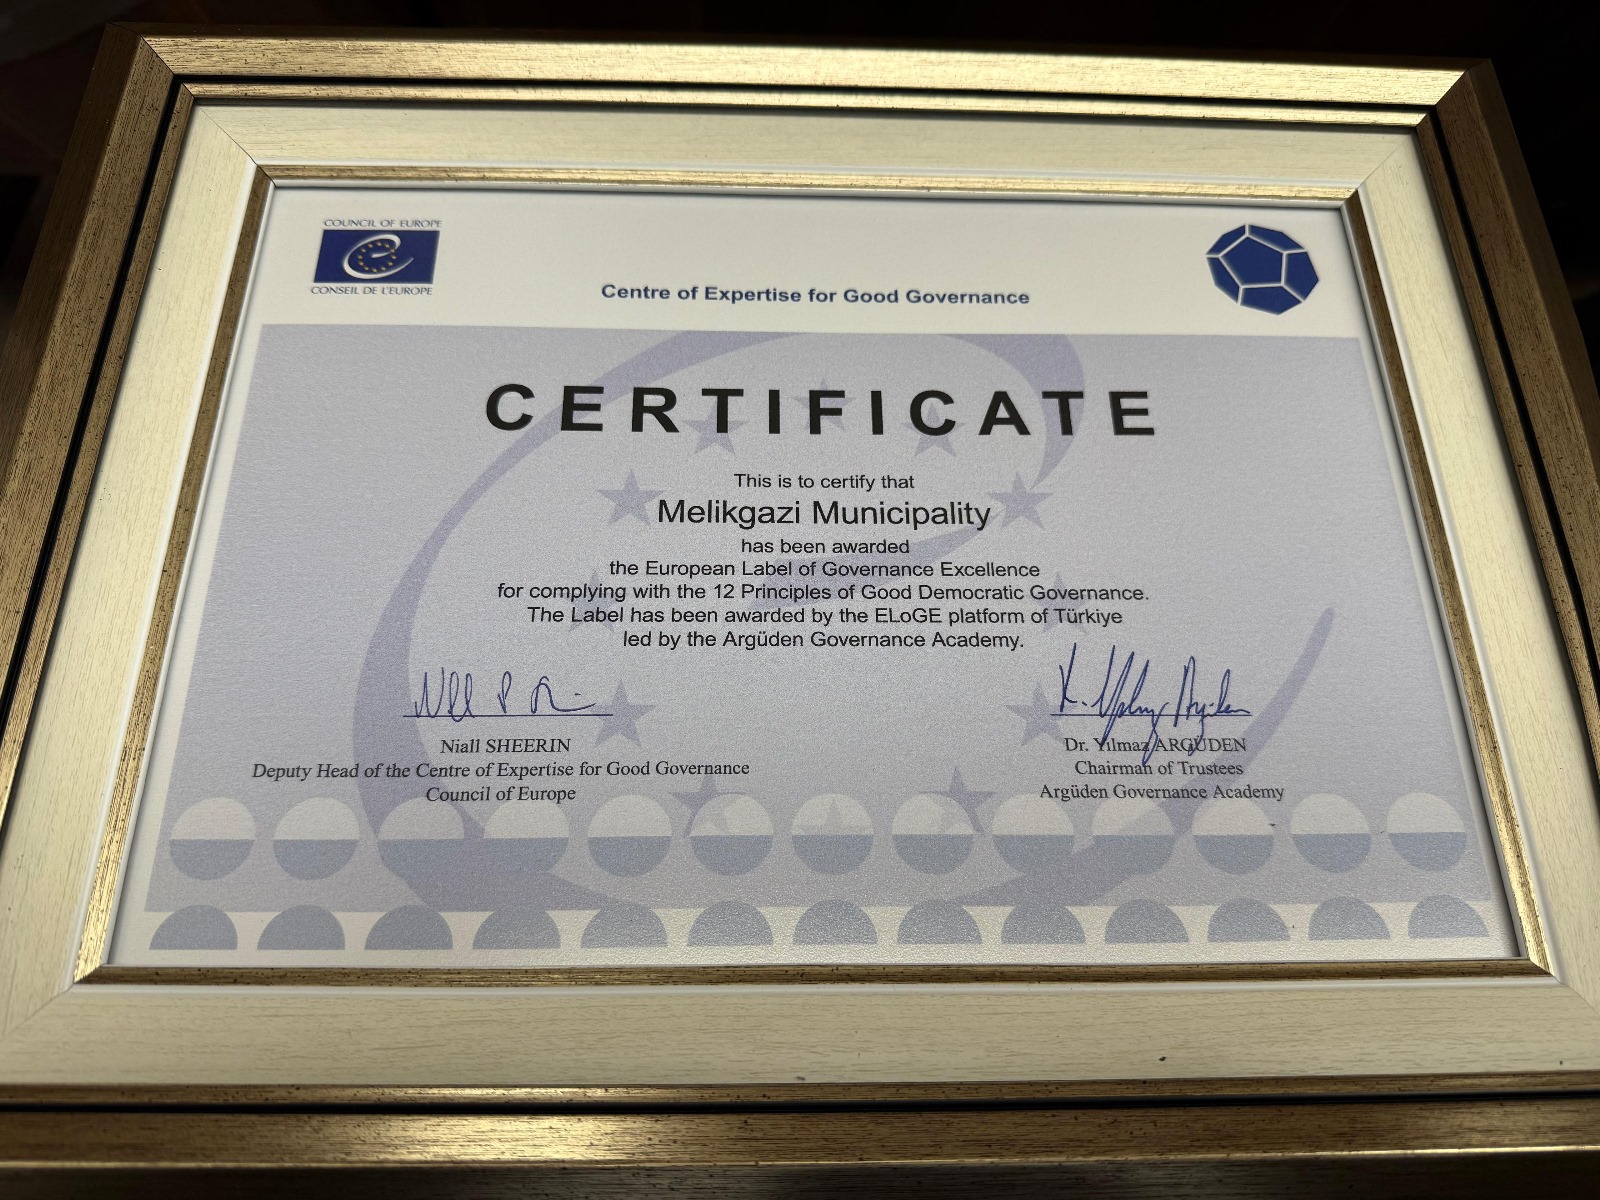 COUNCIL OF EUROPE
CONSEIL DE L'EUROPE
Centre of Expertise for Good Governance
CERTIFICATE
This is to certify that
Melikgazi Municipality
has been awarded
the European Label of Governance Excellence
for complying with the 12 Principles of Good Democratic Governance.
The Label has been awarded by the ELoGE platform of Türkiye
led by the Argüden Governance Academy.
Niall SHEERIN
Deputy Head of the Centre of Expertise for Good Governance
Council of Europe
Dr. Yılmaz ARGÜDEN
Chairman of Trustees
Argüden Governance Academy